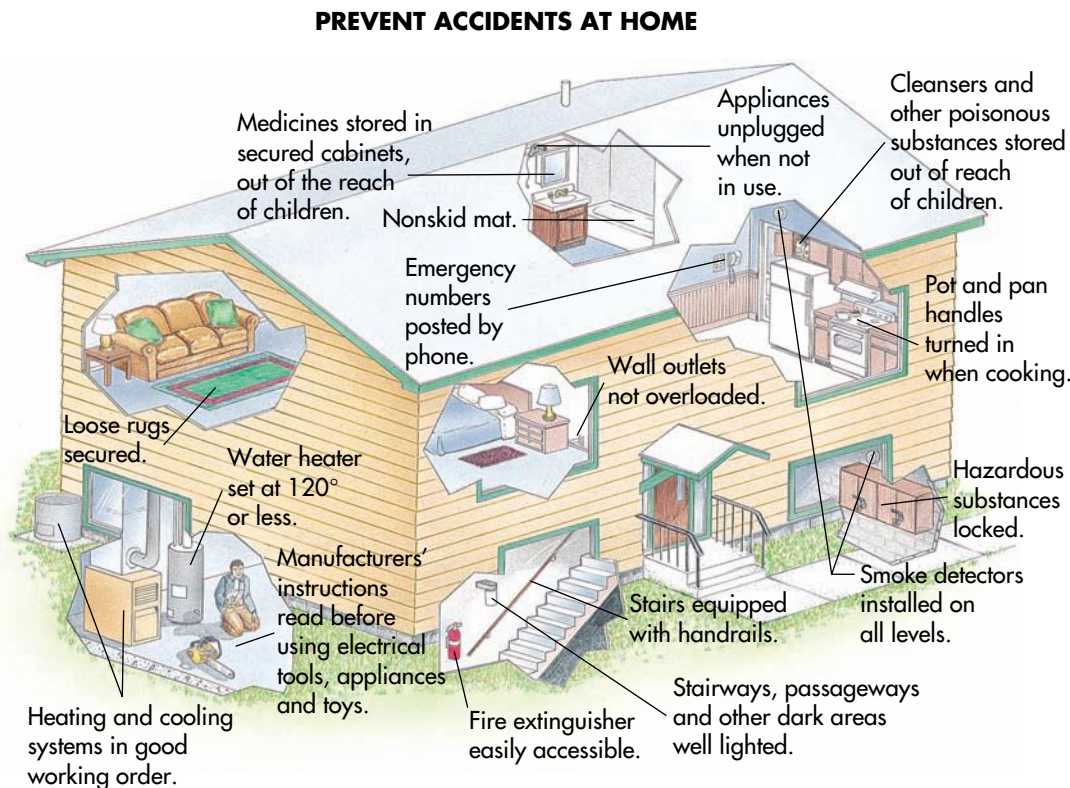 PREVENT ACCIDENTS AT HOME
Medicines stored in
secured cabinets,
out of the reach
of children.
Nonskid mat.
Appliances
unplugged
when not
in use.
Cleansers and
other poisonous
substances stored
out of reach
of children.
Emergency
numbers
posted by
phone.
Pot and pan
handles
turned in
when cooking.
Wall outlets
not overloaded.
Loose rugs
secured.
Water heater
set at 120°
or less.
Hazardous
substances
locked.
Manufacturers’
instructions
read before
using electrical
tools, appliances
and toys.
Stairs equipped
with handrails.
Smoke detectors
installed on
all levels.
Heating and cooling
systems in good
working order.
Fire extinguisher
easily accessible.
Stairways, passageways
and other dark areas
well lighted.